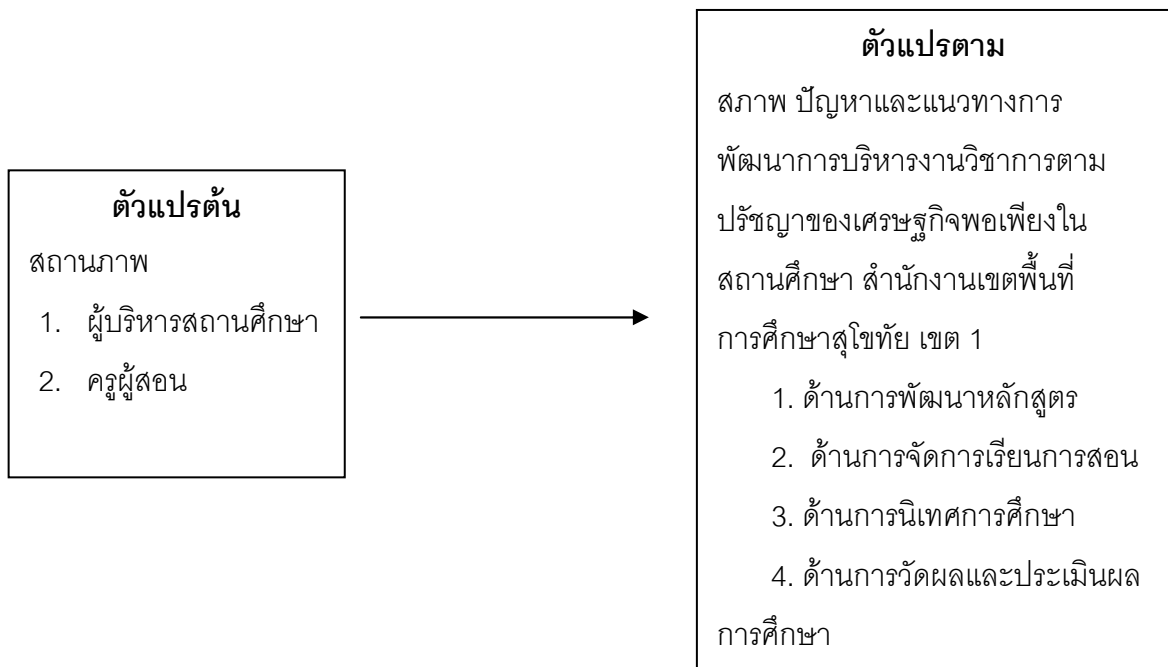 ตัวแปรต้น
สถานภาพ
1. ผู้บริหารสถานศึกษา
2. ครูผู้สอน
ตัวแปรตาม
สภาพ ปัญหาและแนวทางการ
พัฒนาการบริหารงานวิชาการตาม
ปรัชญาของเศรษฐกิจพอเพียงใน
สถานศึกษา สำนักงานเขตพื้นที่
การศึกษาสุโขทัย เขต 1
1. ด้านการพัฒนาหลักสูตร
2. ด้านการจัดการเรียนการสอน
3. ด้านการนิเทศการศึกษา
4. ด้านการวัดผลและประเมินผล
การศึกษา